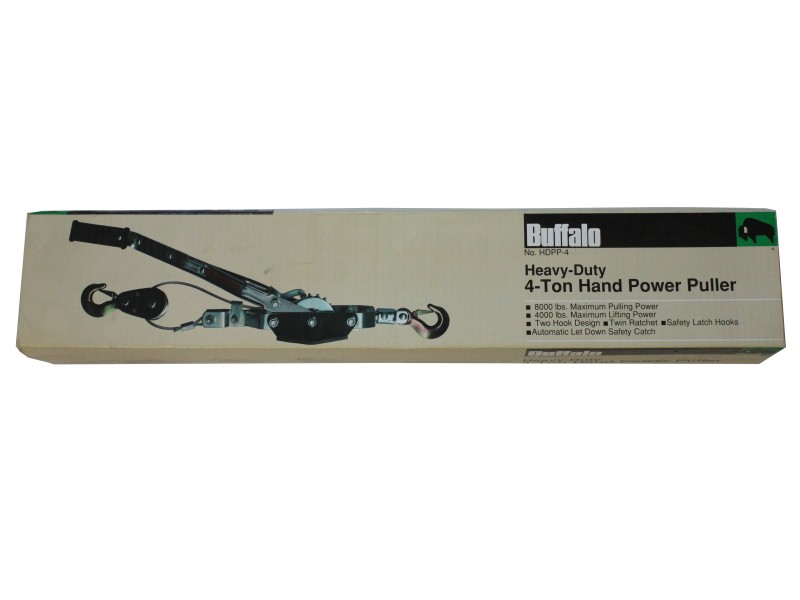 Buffalo
No. HDPP-4
Heavy-Duty
4-Ton Hand Power Puller
■ 8000 lbs. Maximum Pulling Power
■ 4000 lbs. Maximum Lifting Power
■ Two Hook Design ■ Twin Ratchet ■ Safety Latch Hooks
■ Automatic Let Down Safety Catch
Buffalo